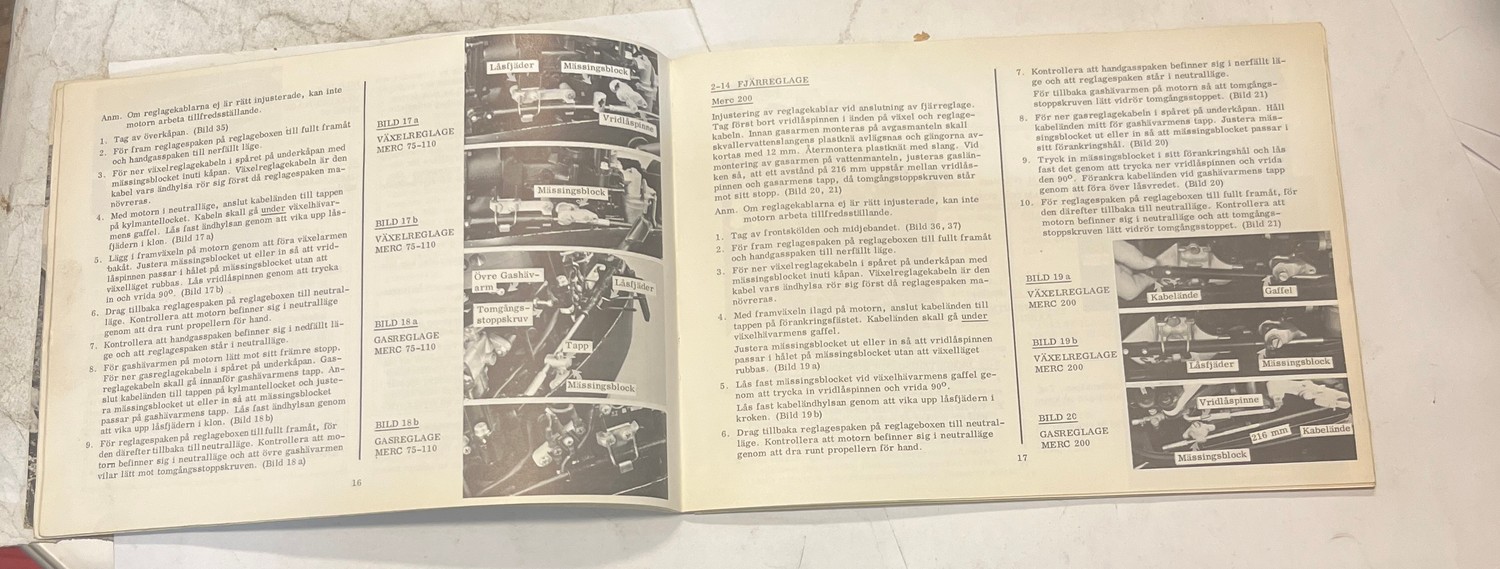 Anm. Om reglagekablarna ej är rätt injusterade, kan inte
motorn arbeta tillfredsställande.
1. Tag av överkåpan. (Bild 35)
2. För fram reglagespaken på reglageboxen till fullt framåt
och handgasspaken till nerfällt läge.
3. För ner växelreglagekabeln i spåret på underkåpan med
mässingsblocket inuti kåpan. Växelreglagekabeln är den
kabel vars ändhylsa rör sig först då reglagespaken ma-
növreras.
4. Med motorn i neutralläge, anslut kabeländen till tappen
på kylmantellocket. Kabeln skall gå under växelhävar-
mens gaffel. Lås fast ändhylsan genom att vika upp lås-
fjädern i klon. (Bild 17 a)
5. Lägg i framväxeln på motorn genom att föra växelarmen
bakåt. Justera mässingsblocket ut eller in så att vrid-
låspinnen passar i hålet på mässingsblocket utan att
växelläget rubbas. Lås vridlåspinnen genom att trycka
in och vrida 90°. (Bild 17 b)
6. Drag tillbaka reglagespaken på reglageboxen till neutral-
läge. Kontrollera att motorn befinner sig i neutralläge
genom att dra runt propellern för hand.
7. Kontrollera att handgasspaken befinner sig i nedfällt lä-
ge och att reglagespaken står i neutralläge.
8. För gashävarmen på motorn lätt mot sitt främre stopp.
För ner gasreglagekabeln i spåret på underkåpan. Gas-
reglagekabeln skall gå innanför gashävarmens tapp. An-
slut kabeländen till tappen på kylmantellocket och juste-
ra mässingsblocket ut eller in så att mässingsblocket
passar på gashävarmens tapp. Lås fast ändhylsan genom
att vika upp låsfjädern i klon. (Bild 18 b)
9. För reglagespaken på reglageboxen till fullt framåt, för
den därefter tillbaka till neutralläge. Kontrollera att mo-
torn befinner sig i neutralläge och att övre gashävarmen
vilar lätt mot tomgångsstoppskruven. (Bild 18 a)
16
BILD 17 a
VÄXELREGLAGE
MERC 75-110
BILD 17 b
VÄXELREGLAGE
MERC 75-110
BILD 18 a
GASREGLAGE
MERC 75-110
BILD 18 b
GASREGLAGE
MERC 75-110
Låsfjäder
Mässingsblock
Vridlåspinne
Mässingsblock
Övre Gashäv-
arm
Låsfjäder
Tomgångs-
stoppskruv
Tapp
Mässingsblock
2-14 FJÄRREGLAGE
Merc 200
Injustering av reglagekablar vid anslutning av fjärreglage.
Tag först bort vridlåspinnen i änden på växel och reglage-
kabeln. Innan gasarmen monteras på avgasmanteln skall
skvallervattenslangens plastknät avlägsnas och gängorna av-
kortas med 12 mm. Återmontera plastknät med slang. Vid
montering av gasarmen på vattenmanteln, justeras gaslän-
ken så, att ett avstånd på 216 mm uppstår mellan vridlås-
pinnen och gasarmens tapp, då tomgångsstoppskruven står
mot sitt stopp. (Bild 20, 21)
Anm. Om reglagekablarna ej är rätt injusterade, kan inte
motorn arbeta tillfredsställande.
1. Tag av frontskölden och midjebandet. (Bild 36, 37)
2. För fram reglagespaken på reglageboxen till fullt framåt
och handgasspaken till nerfällt läge.
3. För ner växelreglagekabeln i spåret på underkåpan med
mässingsblocket inuti kåpan. Växelreglagekabeln är den
kabel vars ändhylsa rör sig först då reglagespaken ma-
növreras.
4. Med framväxeln ilagd på motorn, anslut kabeländen till
tappen på förankringsfästet. Kabeländen skall gå under
växelhävarmens gaffel.
Justera mässingsblocket ut eller in så att vridlåspinnen
passar i hålet på mässingsblocket utan att växelläget
rubbas. (Bild 19 a)
5. Lås fast mässingsblocket vid växelhävarmens gaffel ge-
nom att trycka in vridlåspinnen och vrida 90°.
Lås fast kabeländhylsan genom att vika upp låsfjädern i
kroken. (Bild 19 b)
6. Drag tillbaka reglagespaken på reglageboxen till neutral-
läge. Kontrollera att motorn befinner sig i neutralläge
genom att dra runt propellern för hand.
17
7. Kontrollera att handgasspaken befinner sig i nerfällt lä-
ge och att reglagespaken står i neutralläge.
För tillbaka gashävarmen på motorn så att tomgångs-
stoppskruven lätt vidrör tomgångsstoppet. (Bild 21)
8. För ner gasreglagekabeln i spåret på underkåpan. Håll
kabeländen mitt för gashävarmens tapp. Justera mäs-
singsblocket ut eller in så att mässingsblocket passar i
sitt förankringshål. (Bild 20)
9. Tryck in mässingsblocket i sitt förankringshål och lås
fast det genom att trycka ner vridlåspinnen och vrida
den 90°. Förankra kabeländen vid gashävarmens tapp
genom att föra över låsvredet. (Bild 20)
10. För reglagespaken på reglageboxen till fullt framåt, för
den därefter tillbaka till neutralläge. Kontrollera att
motorn befinner sig i neutralläge och att tomgångs-
stoppskruven lätt vidrör tomgångsstoppet. (Bild 21)
BILD 19 a
VÄXELREGLAGE
MERC 200
BILD 19 b
VÄXELREGLAGE
MERC 200
BILD 20
GASREGLAGE
MERC 200
Kabelände
Gaffel
Låsfjäder
Mässingsblock
Vridlåspinne
216 mm
Kabelände
Mässingsblock